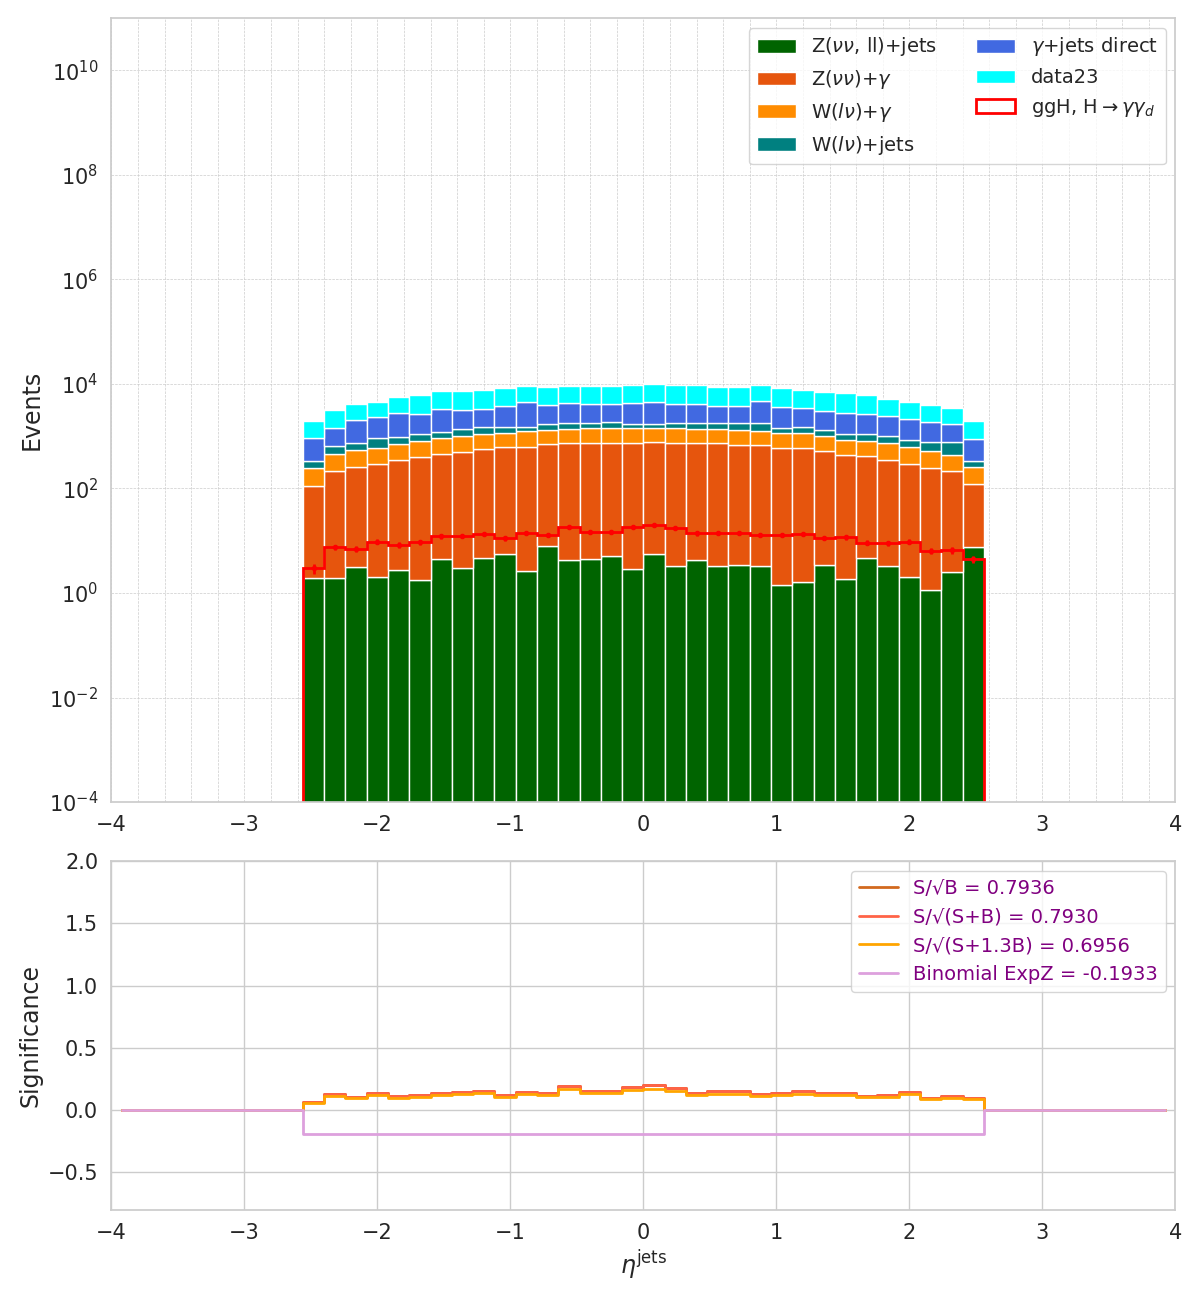 Z(νν, ll)+jets
Z(νν)+γ
W(lν)+γ
W(lν)+jets
γ+jets direct
data23
ggH, H→γγ_d
Events
10^10
10^8
10^6
10^4
10^2
10^0
10^−2
10^−4
−4 −3 −2 −1 0 1 2 3 4
S/√B = 0.7936
S/√(S+B) = 0.7930
S/√(S+1.3B) = 0.6956
Binomial ExpZ = -0.1933
Significance
2.0
1.5
1.0
0.5
0.0
−0.5
−4 −3 −2 −1 0 1 2 3 4
η^jets